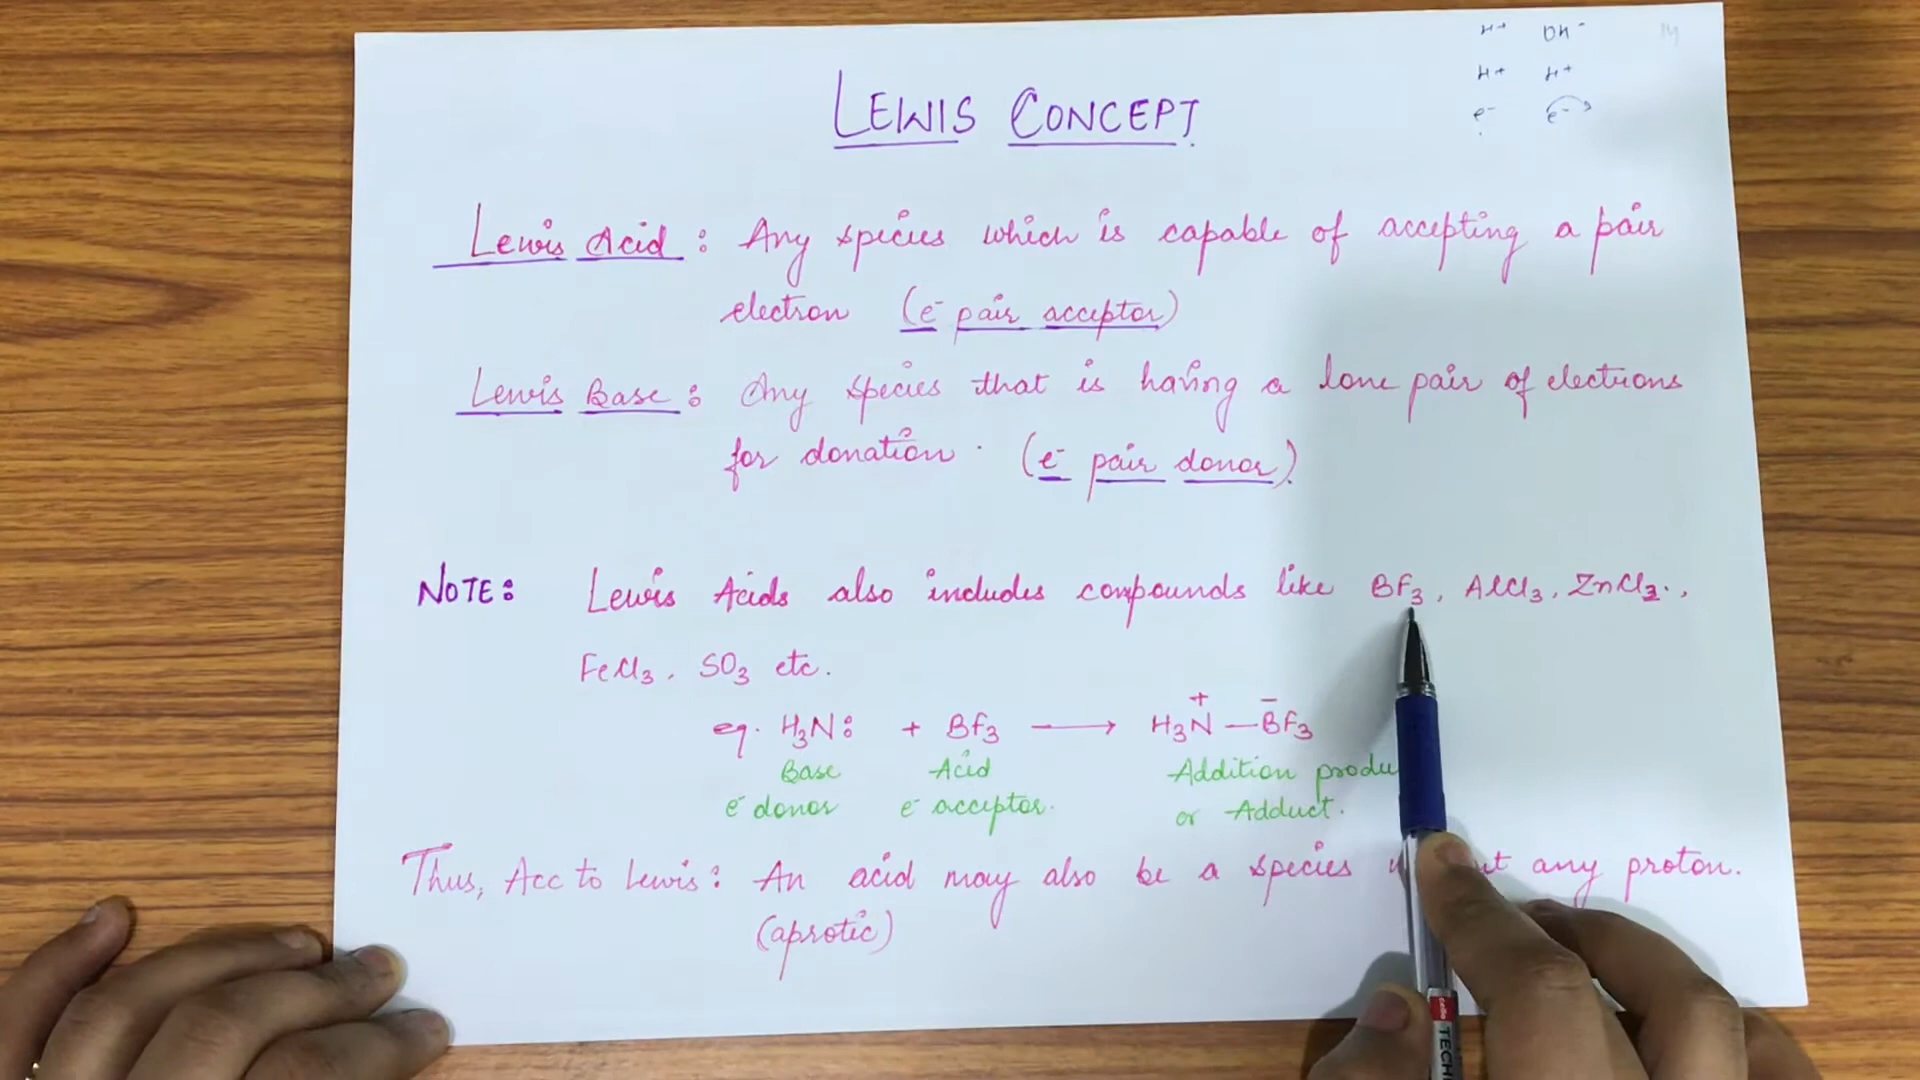 H+ OH-
H+ H+
e- e-
LEWIS CONCEPT
Lewis Acid : Any species which is capable of accepting a pair
electron (e- pair acceptor)
Lewis Base : Any species that is having a lone pair of electrons
for donation. (e- pair donor)
NOTE: Lewis Acids also includes compounds like BF3, AlCl3, ZnCl2..,
FeCl3, SO3 etc.
eg. H3N: + BF3 ⟶ H3N+—B-F3
Base Acid Addition produ
e- donor e- acceptor. or Adduct.
Thus, Acc to Lewis: An acid may also be a species any proton.
(aprotic)
cello
TECH